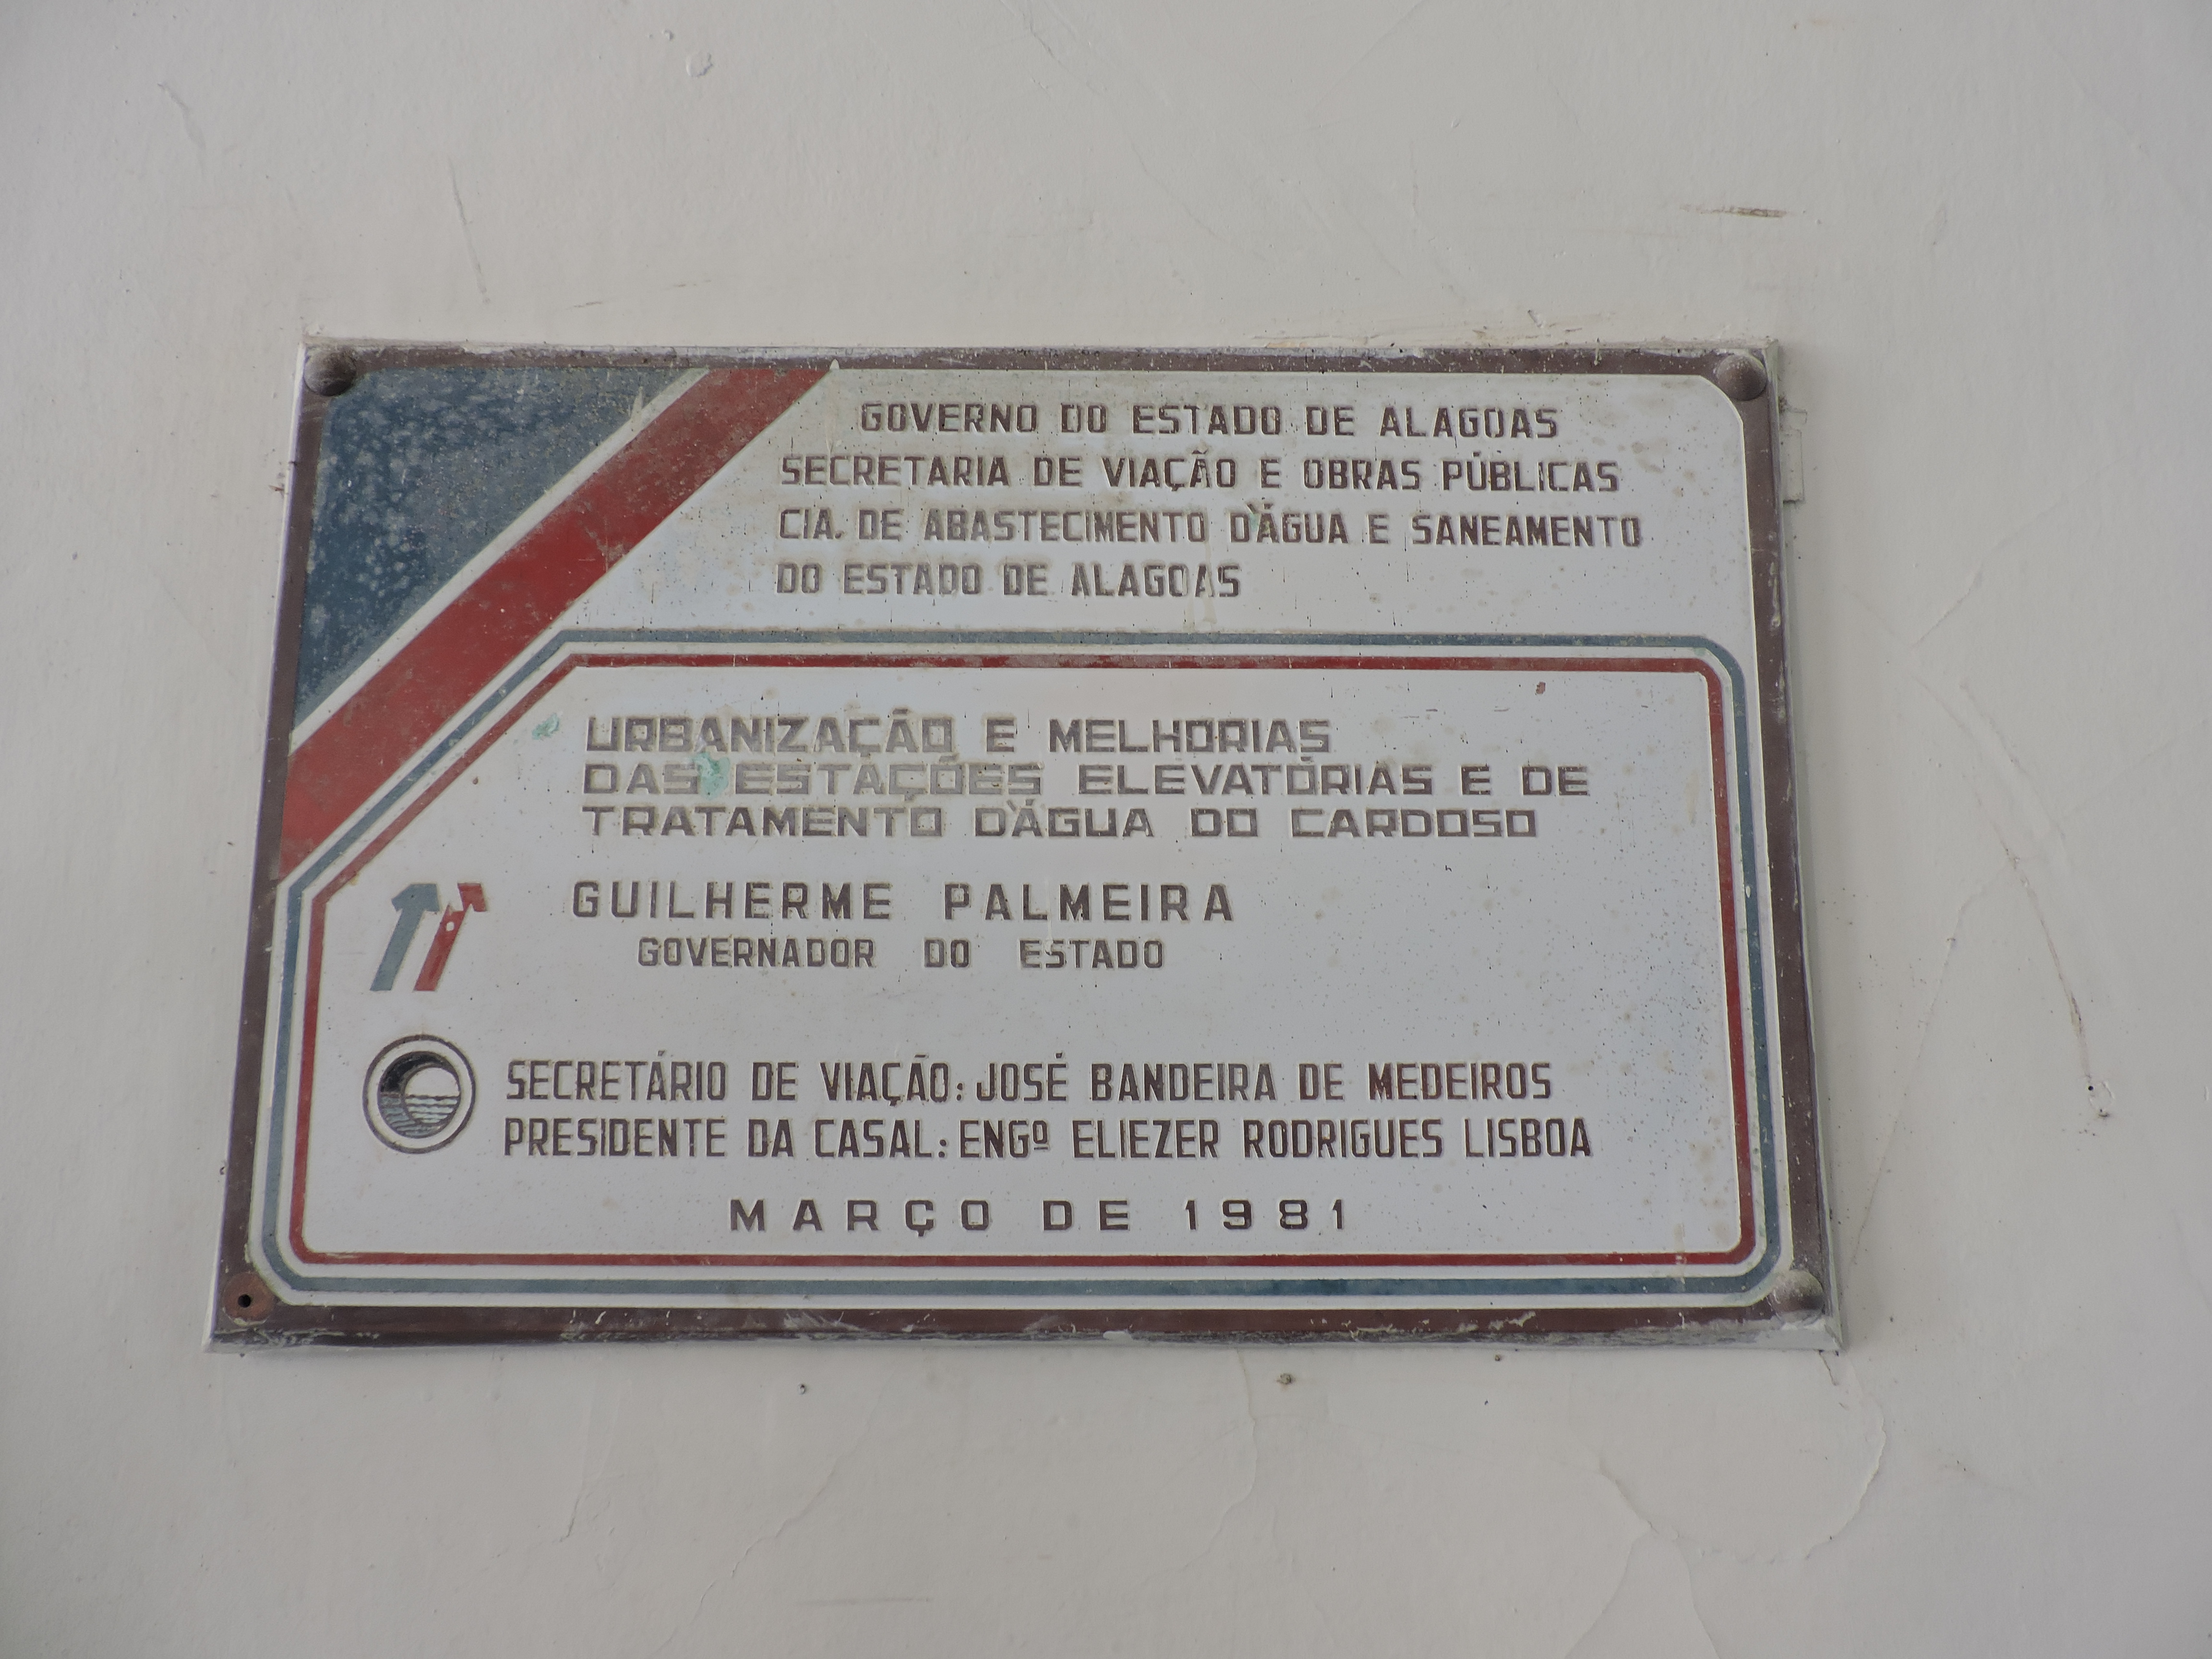 GOVERNO DO ESTADO DE ALAGOAS
SECRETARIA DE VIAÇÃO E OBRAS PÚBLICAS
CIA. DE ABASTECIMENTO D'ÁGUA E SANEAMENTO
DO ESTADO DE ALAGOAS
URBANIZAÇÃO E MELHORIAS
DAS ESTAÇÕES ELEVATÓRIAS E DE
TRATAMENTO D'ÁGUA DO CARDOSO
GUILHERME PALMEIRA
GOVERNADOR DO ESTADO
SECRETÁRIO DE VIAÇÃO: JOSÉ BANDEIRA DE MEDEIROS
PRESIDENTE DA CASAL: ENGº ELIEZER RODRIGUES LISBOA
MARÇO DE 1981